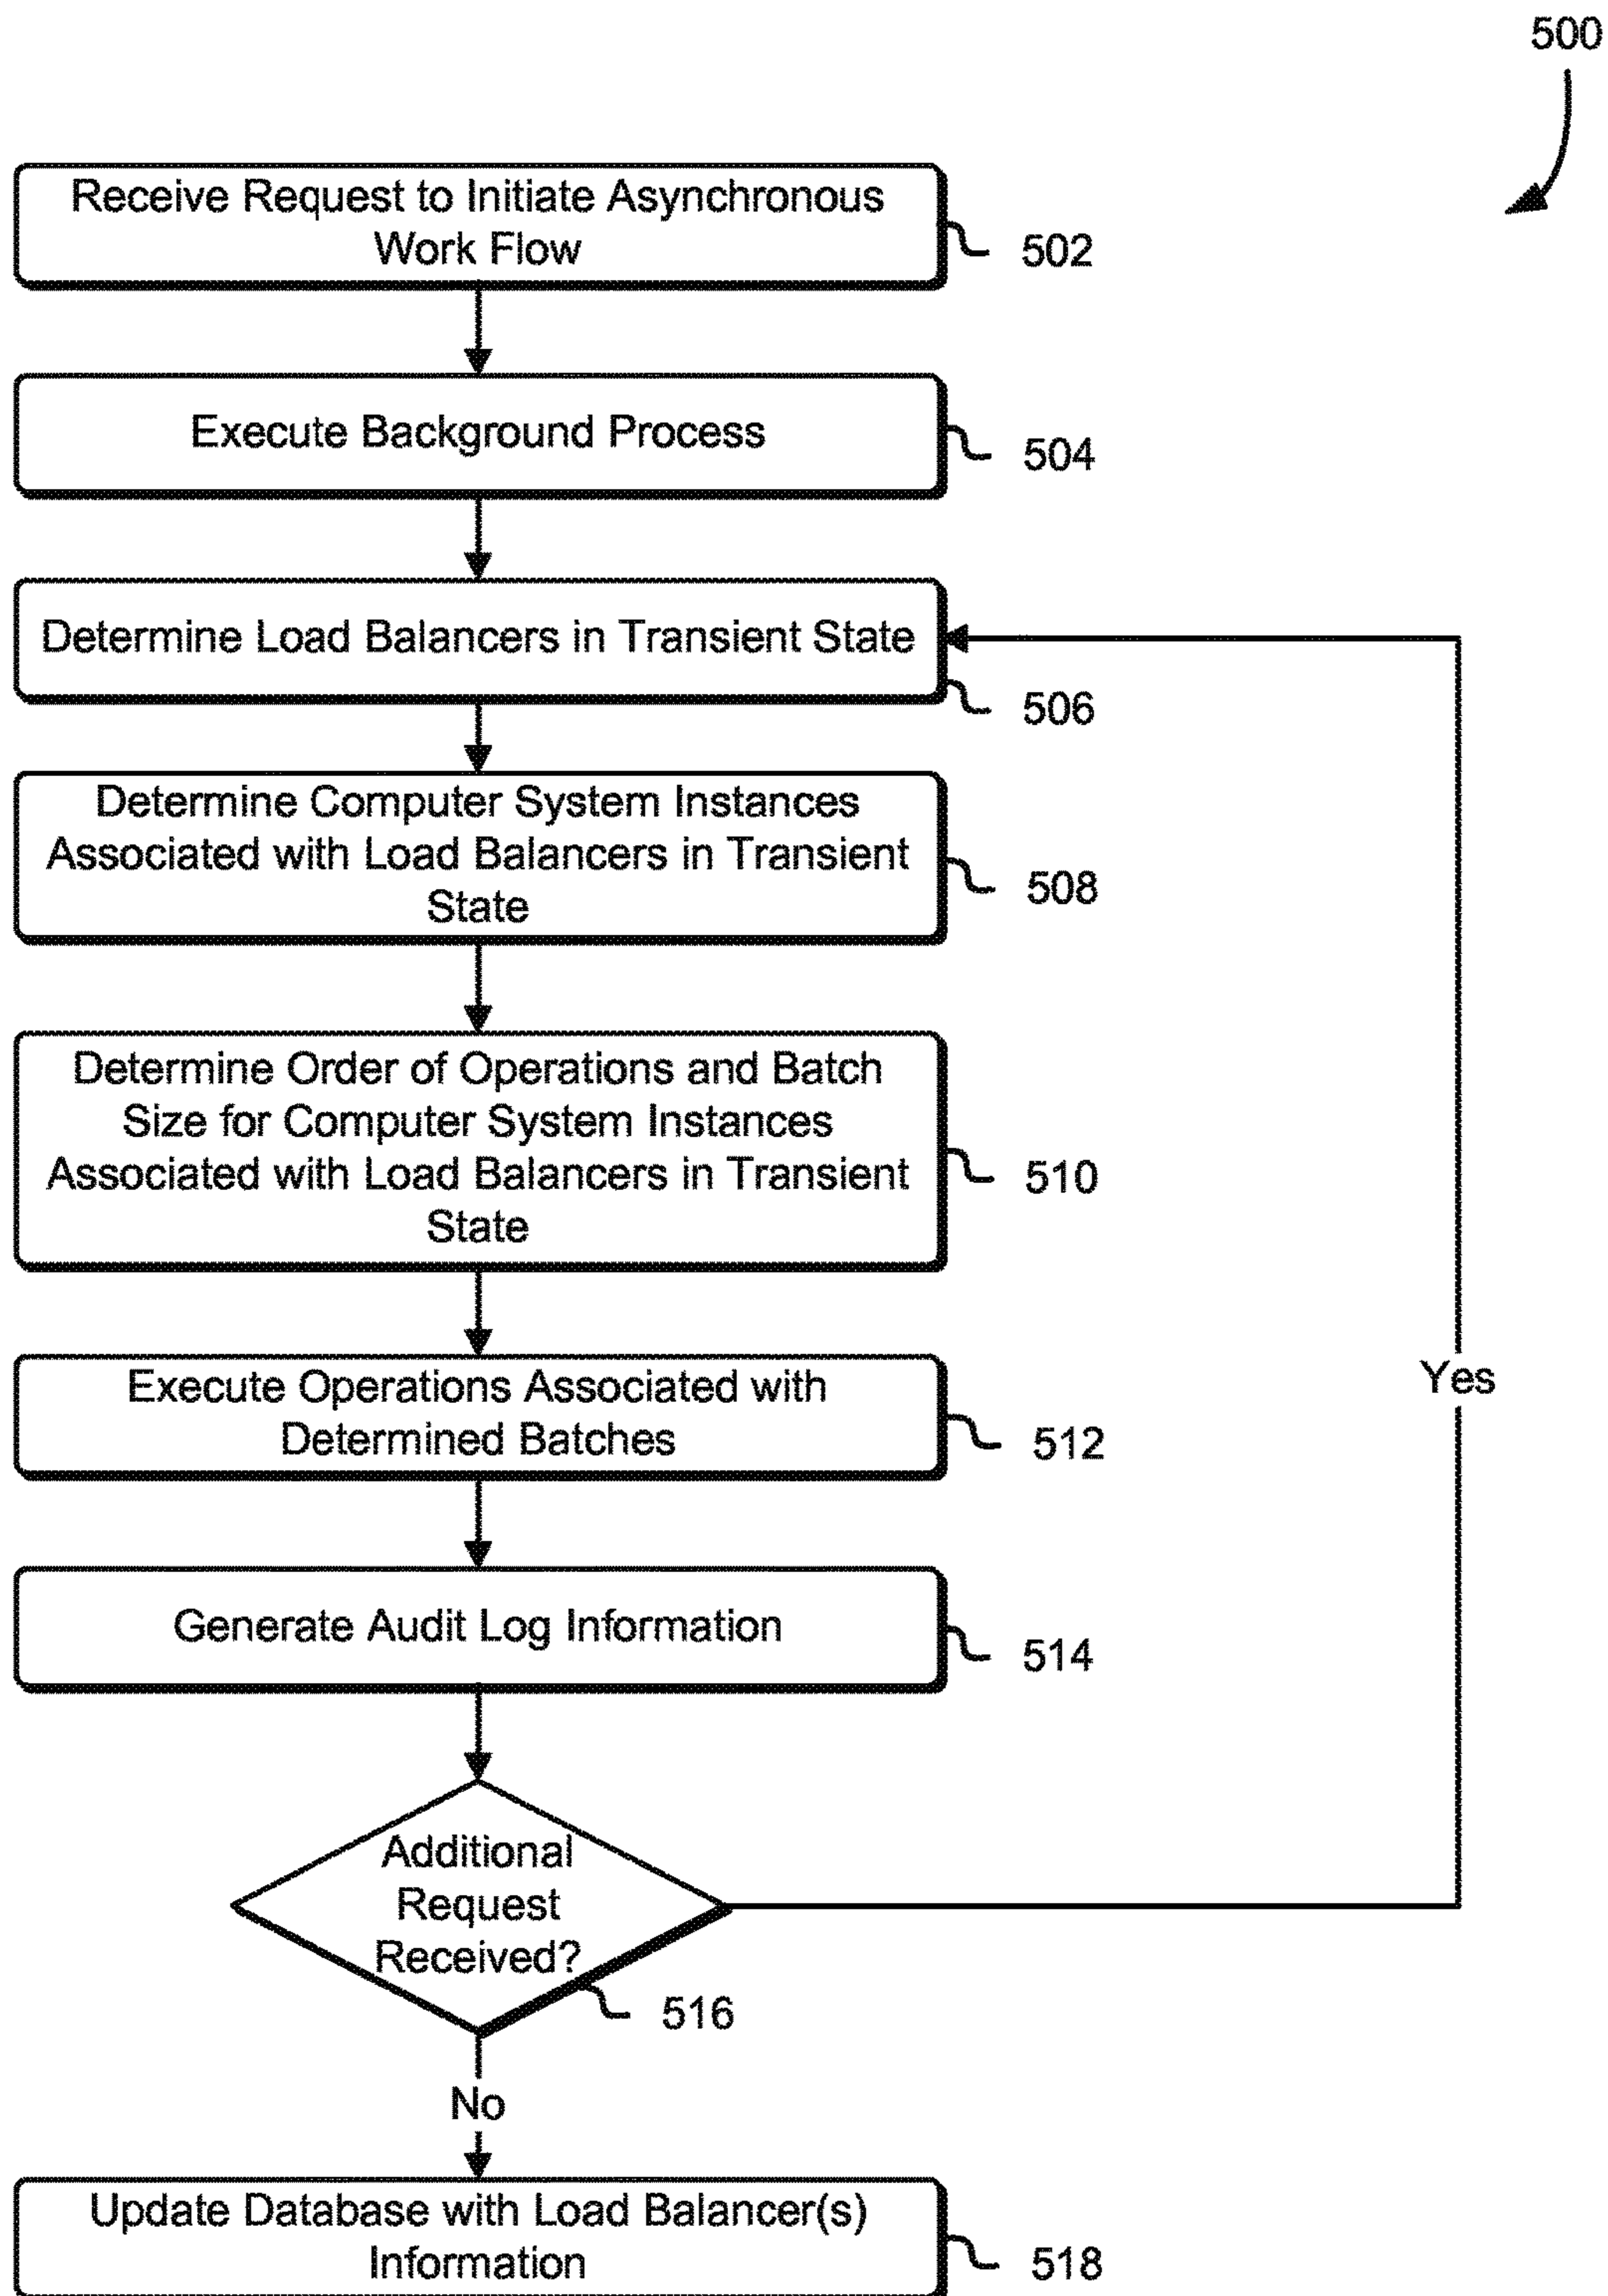 500
Receive Request to Initiate Asynchronous
Work Flow
502
Execute Background Process
504
Determine Load Balancers in Transient State
506
Determine Computer System Instances
Associated with Load Balancers in Transient
State
508
Determine Order of Operations and Batch
Size for Computer System Instances
Associated with Load Balancers in Transient
State
510
Execute Operations Associated with
Determined Batches
512
Yes
Generate Audit Log Information
514
Additional
Request
Received?
516
No
Update Database with Load Balancer(s)
Information
518